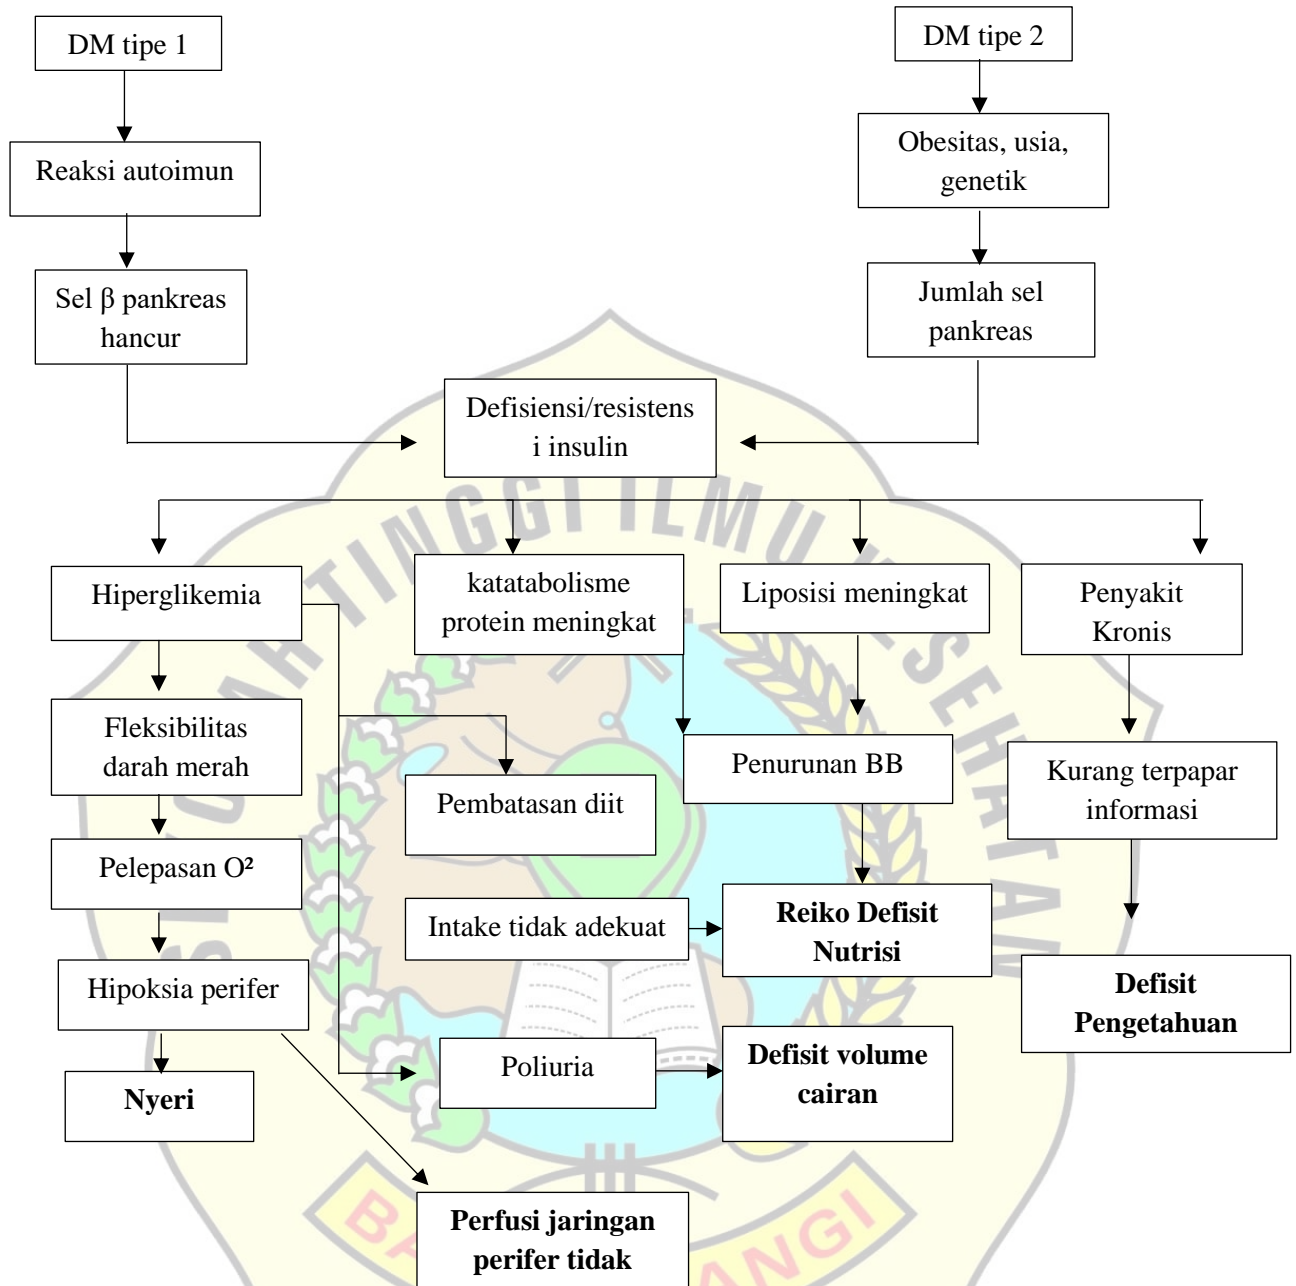 DM tipe 1
DM tipe 2
Reaksi autoimun
Obesitas, usia,
genetik
Sel β pankreas
hancur
Jumlah sel
pankreas
Defisiensi/resistens
i insulin
Hiperglikemia
katatabolisme
protein meningkat
Liposisi meningkat
Penyakit
Kronis
Fleksibilitas
darah merah
Pembatasan diit
Penurunan BB
Kurang terpapar
informasi
Pelepasan O²
Intake tidak adekuat
Reiko Defisit
Nutrisi
Hipoksia perifer
Defisit
Pengetahuan
Nyeri
Poliuria
Defisit volume
cairan
Perfusi jaringan
perifer tidak
TINGGI ILMU